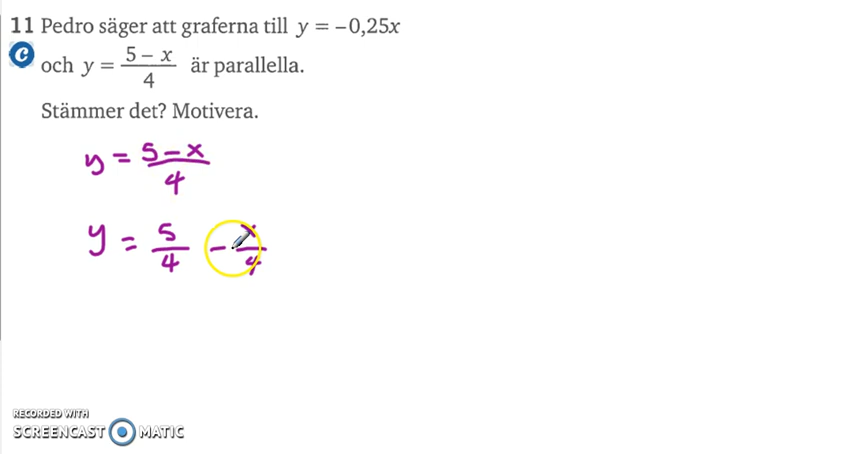 11 Pedro säger att graferna till y = −0,25x
C
och y = (5 − x)/4 är parallella.
Stämmer det? Motivera.
y = (5 − x)/4
y = 5/4 − x/4
RECORDED WITH
SCREENCAST MATIC